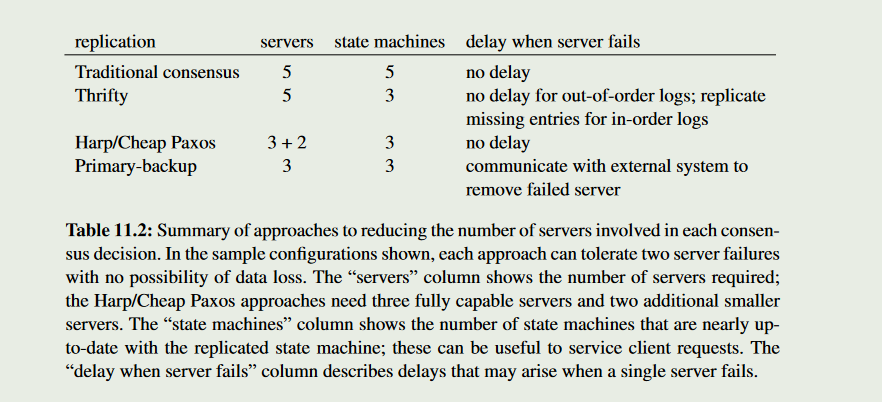 replication servers state machines delay when server fails
Traditional consensus 5 5 no delay
Thrifty 5 3 no delay for out-of-order logs; replicate
missing entries for in-order logs
Harp/Cheap Paxos 3 + 2 3 no delay
Primary-backup 3 3 communicate with external system to
remove failed server
Table 11.2: Summary of approaches to reducing the number of servers involved in each consen-
sus decision. In the sample configurations shown, each approach can tolerate two server failures
with no possibility of data loss. The “servers” column shows the number of servers required;
the Harp/Cheap Paxos approaches need three fully capable servers and two additional smaller
servers. The “state machines” column shows the number of state machines that are nearly up-
to-date with the replicated state machine; these can be useful to service client requests. The
“delay when server fails” column describes delays that may arise when a single server fails.